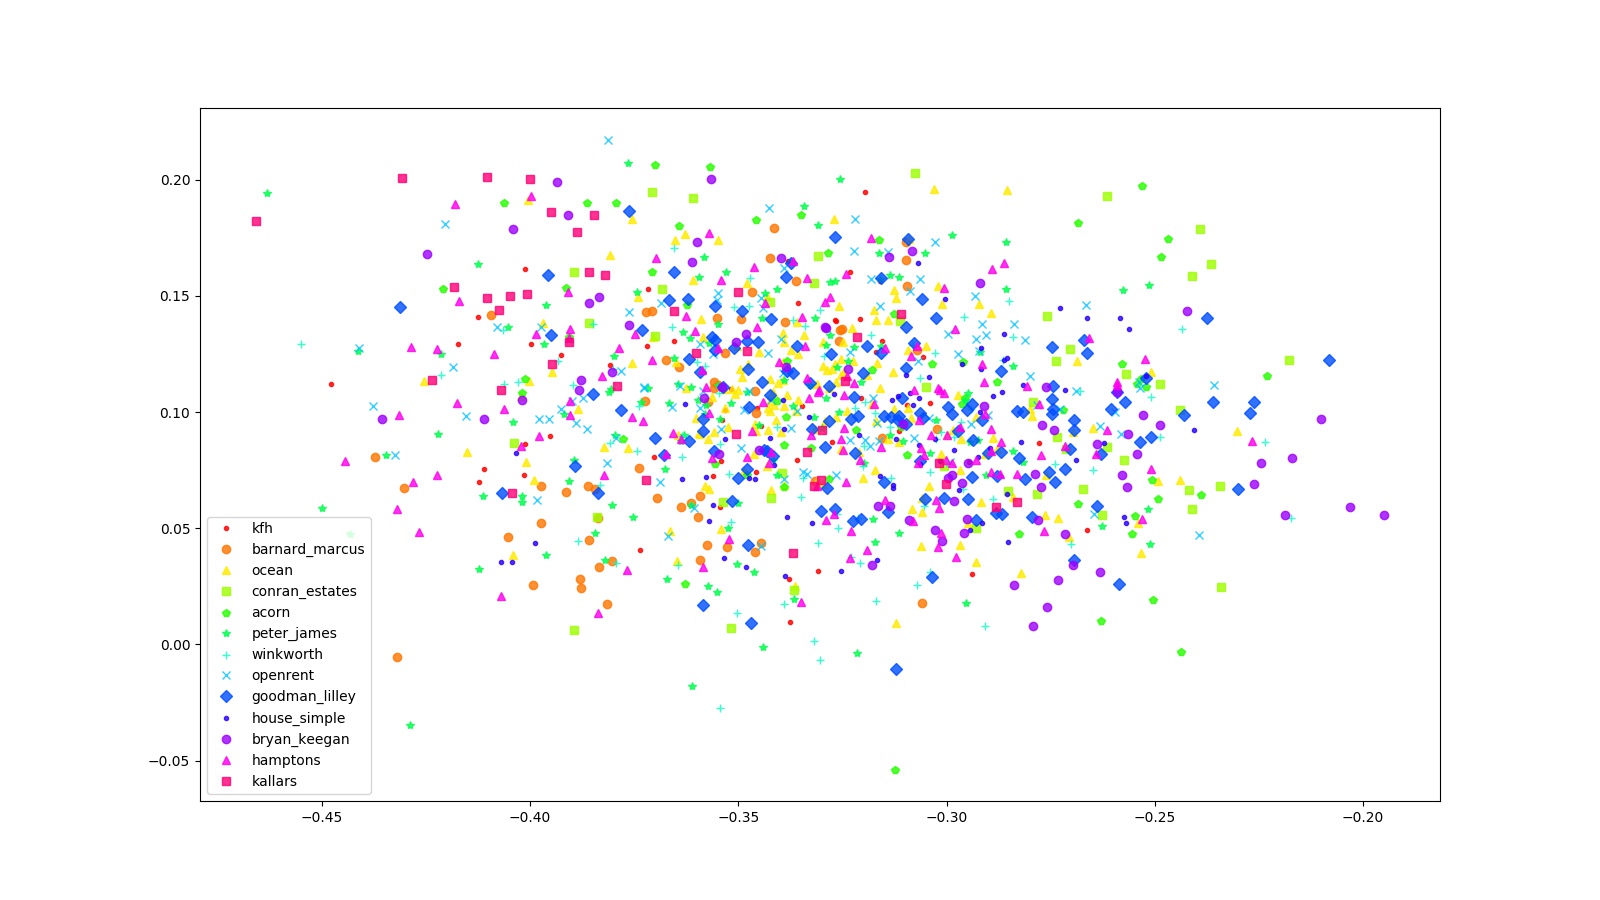 0.20
0.15
0.10
0.05
0.00
−0.05
kfh
barnard_marcus
ocean
conran_estates
acorn
peter_james
winkworth
openrent
goodman_lilley
house_simple
bryan_keegan
hamptons
kallars
−0.45 −0.40 −0.35 −0.30 −0.25 −0.20